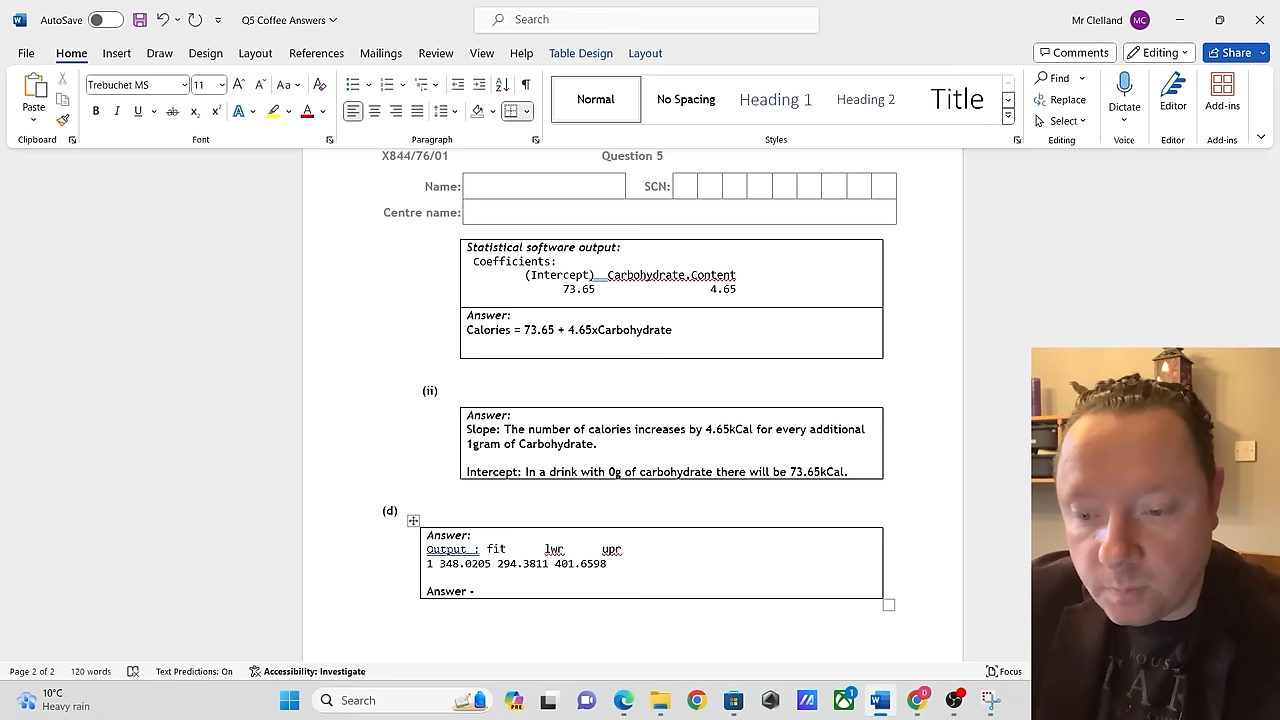 AutoSave
Q5 Coffee Answers
Search
Mr Clelland
MC
File
Home
Insert
Draw
Design
Layout
References
Mailings
Review
View
Help
Table Design
Layout
Comments
Editing
Share
Paste
Clipboard
Trebuchet MS
11
Font
Paragraph
Normal
No Spacing
Heading 1
Heading 2
Title
Styles
Find
Replace
Select
Editing
Dictate
Voice
Editor
Editor
Add-ins
Add-ins
X844/76/01 Question 5
Name: SCN:
Centre name:
Statistical software output:
Coefficients:
(Intercept) Carbohydrate.Content
73.65 4.65
Answer:
Calories = 73.65 + 4.65xCarbohydrate
(ii)
Answer:
Slope: The number of calories increases by 4.65kCal for every additional
1gram of Carbohydrate.
Intercept: In a drink with 0g of carbohydrate there will be 73.65kCal.
(d)
Answer:
Output : fit lwr upr
1 348.0205 294.3811 401.6598
Answer -
Page 2 of 2 120 words Text Predictions: On Accessibility: Investigate Focus
10°C
Heavy rain
Search